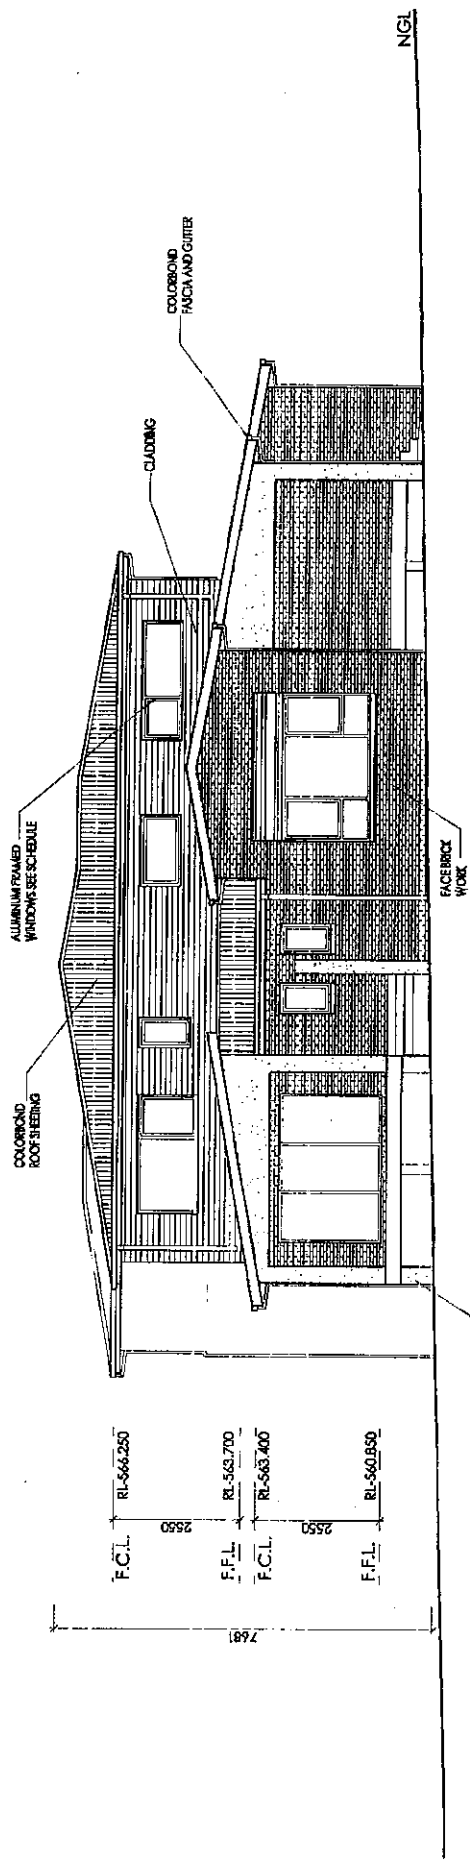 COLORBOND
ROOF SHEETING
ALUMINUM FRAMED
WINDOWS SEE SCHEDULE
CLADDING
COLORBOND
FASCIA AND GUTTER
F.C.L.
RL-566.250
2550
F.F.L.
RL-563.700
F.C.L.
RL-563.400
2550
F.F.L.
RL-560.850
7681
FACE BRICK
WORK
NGL